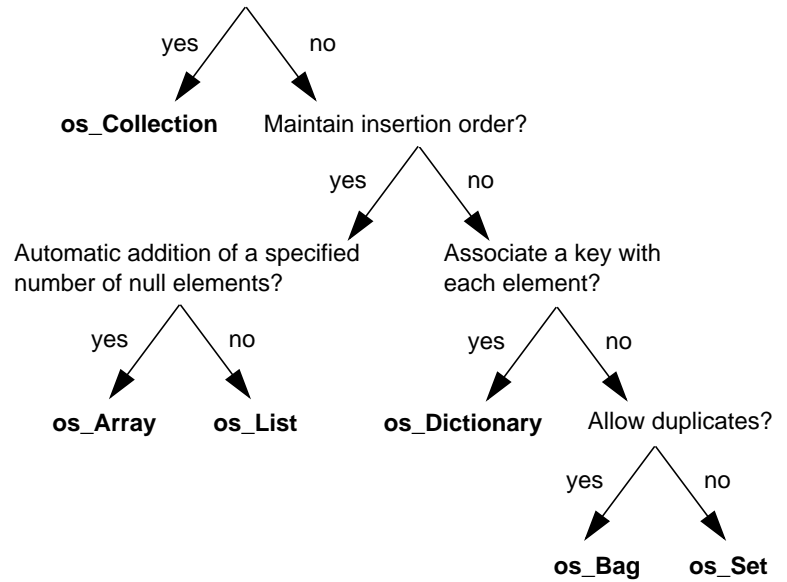 yes no
os_Collection Maintain insertion order?
yes no
Automatic addition of a specified Associate a key with
number of null elements? each element?
yes no yes no
os_Array os_List os_Dictionary Allow duplicates?
yes no
os_Bag os_Set